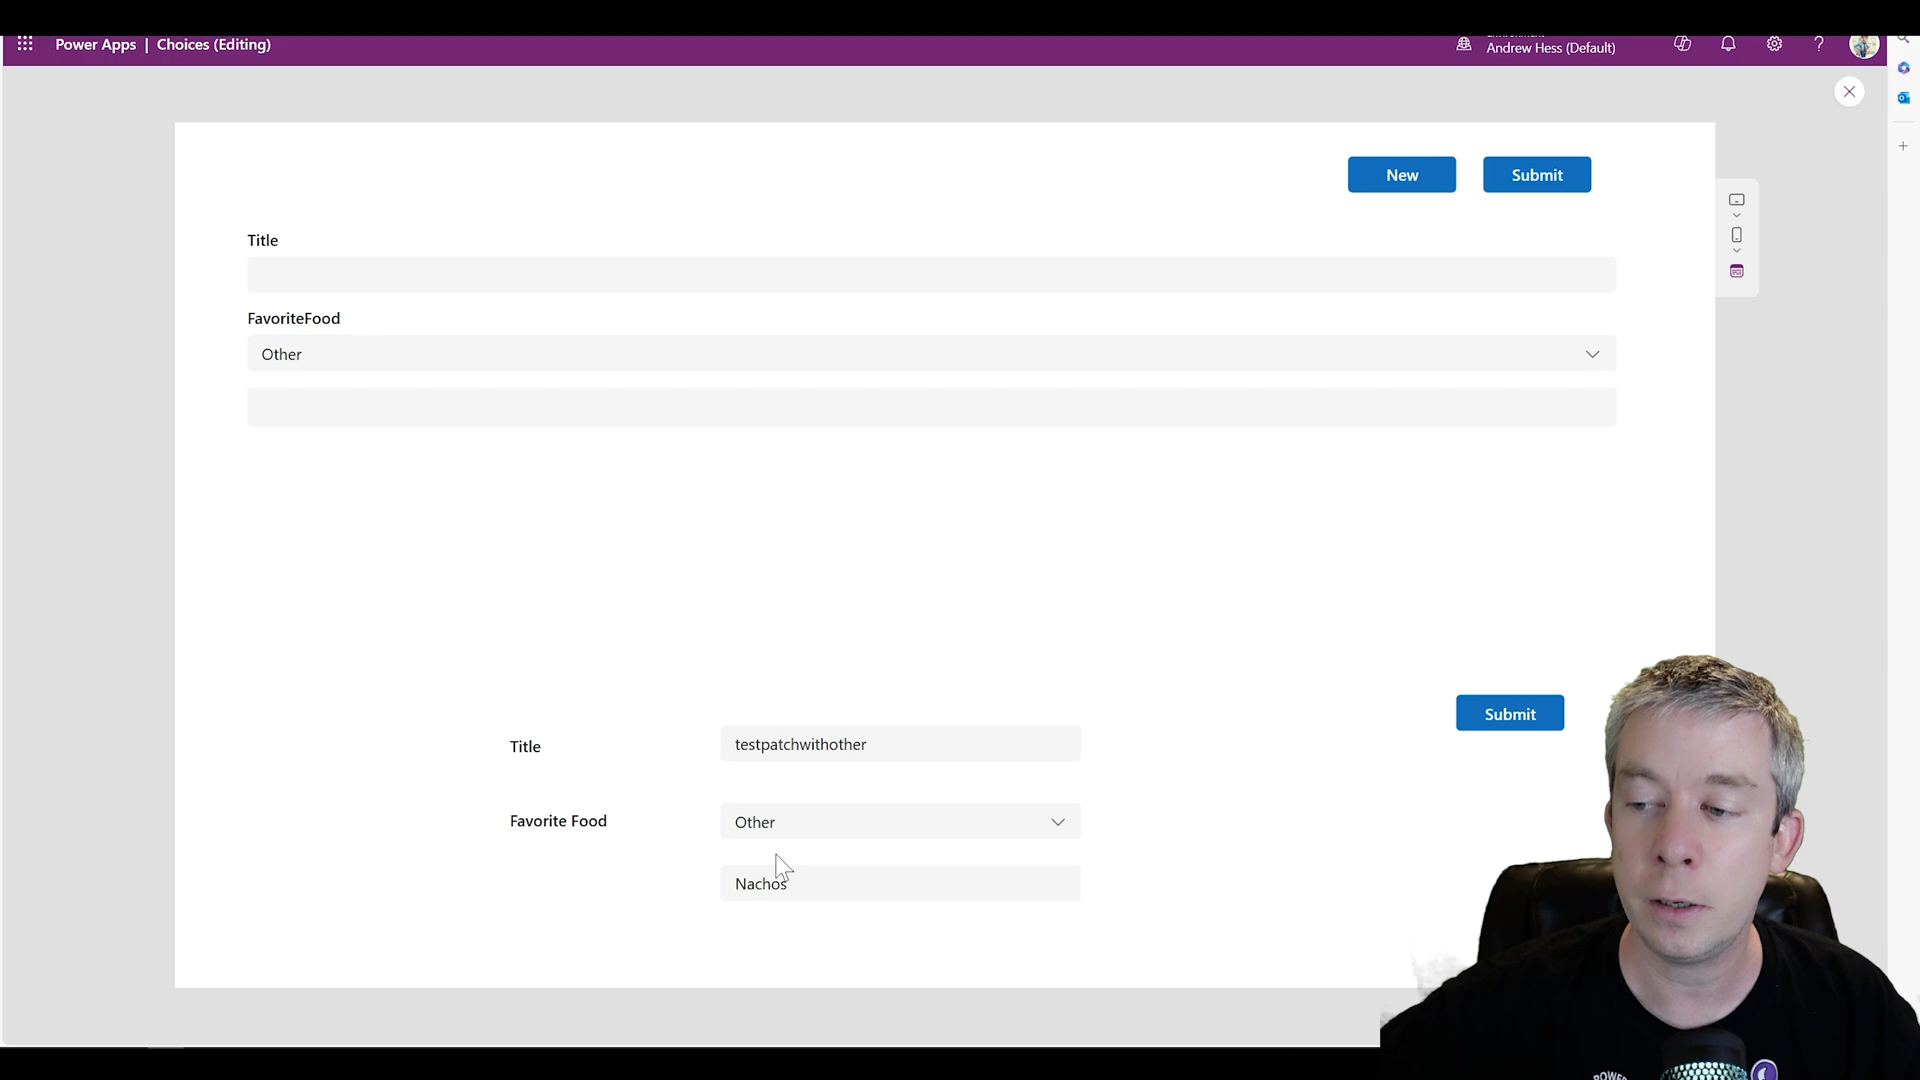 Power Apps | Choices (Editing)
Andrew Hess (Default)
New
Submit
Title
FavoriteFood
Other
Submit
Title
testpatchwithother
Favorite Food
Other
Nachos